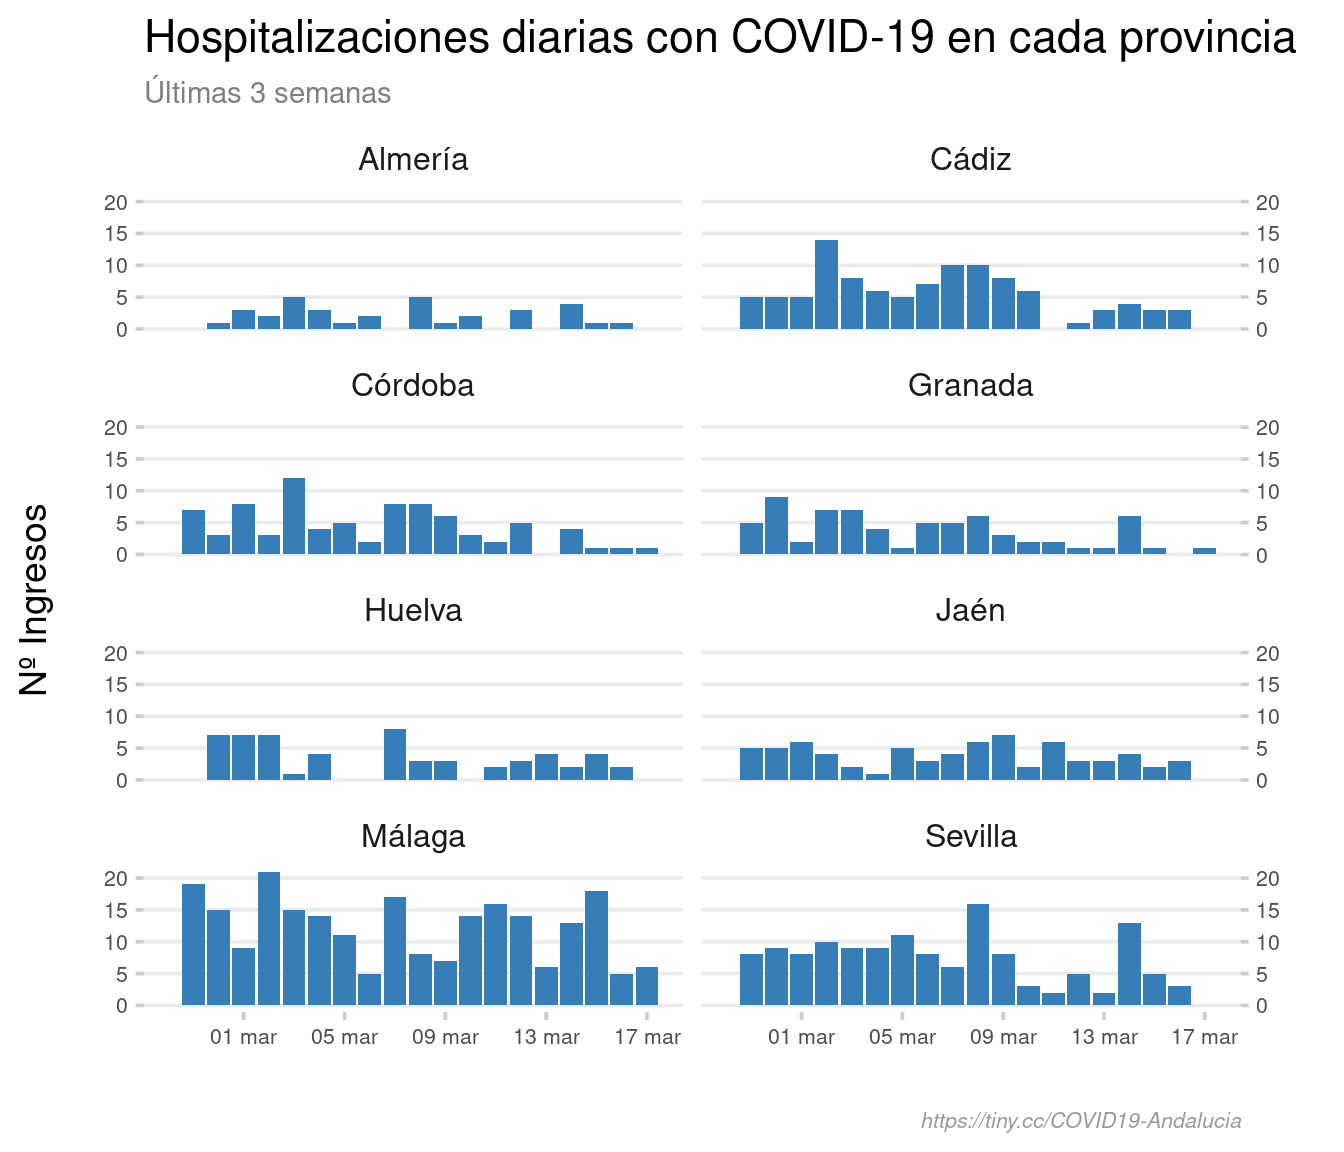 Hospitalizaciones diarias con COVID-19 en cada provincia
Últimas 3 semanas
Nº Ingresos
Almería
20
15
10
5
0
Cádiz
20
15
10
5
0
Córdoba
20
15
10
5
0
Granada
20
15
10
5
0
Huelva
20
15
10
5
0
Jaén
20
15
10
5
0
Málaga
20
15
10
5
0
01 mar 05 mar 09 mar 13 mar 17 mar
Sevilla
20
15
10
5
0
01 mar 05 mar 09 mar 13 mar 17 mar
https://tiny.cc/COVID19-Andalucia